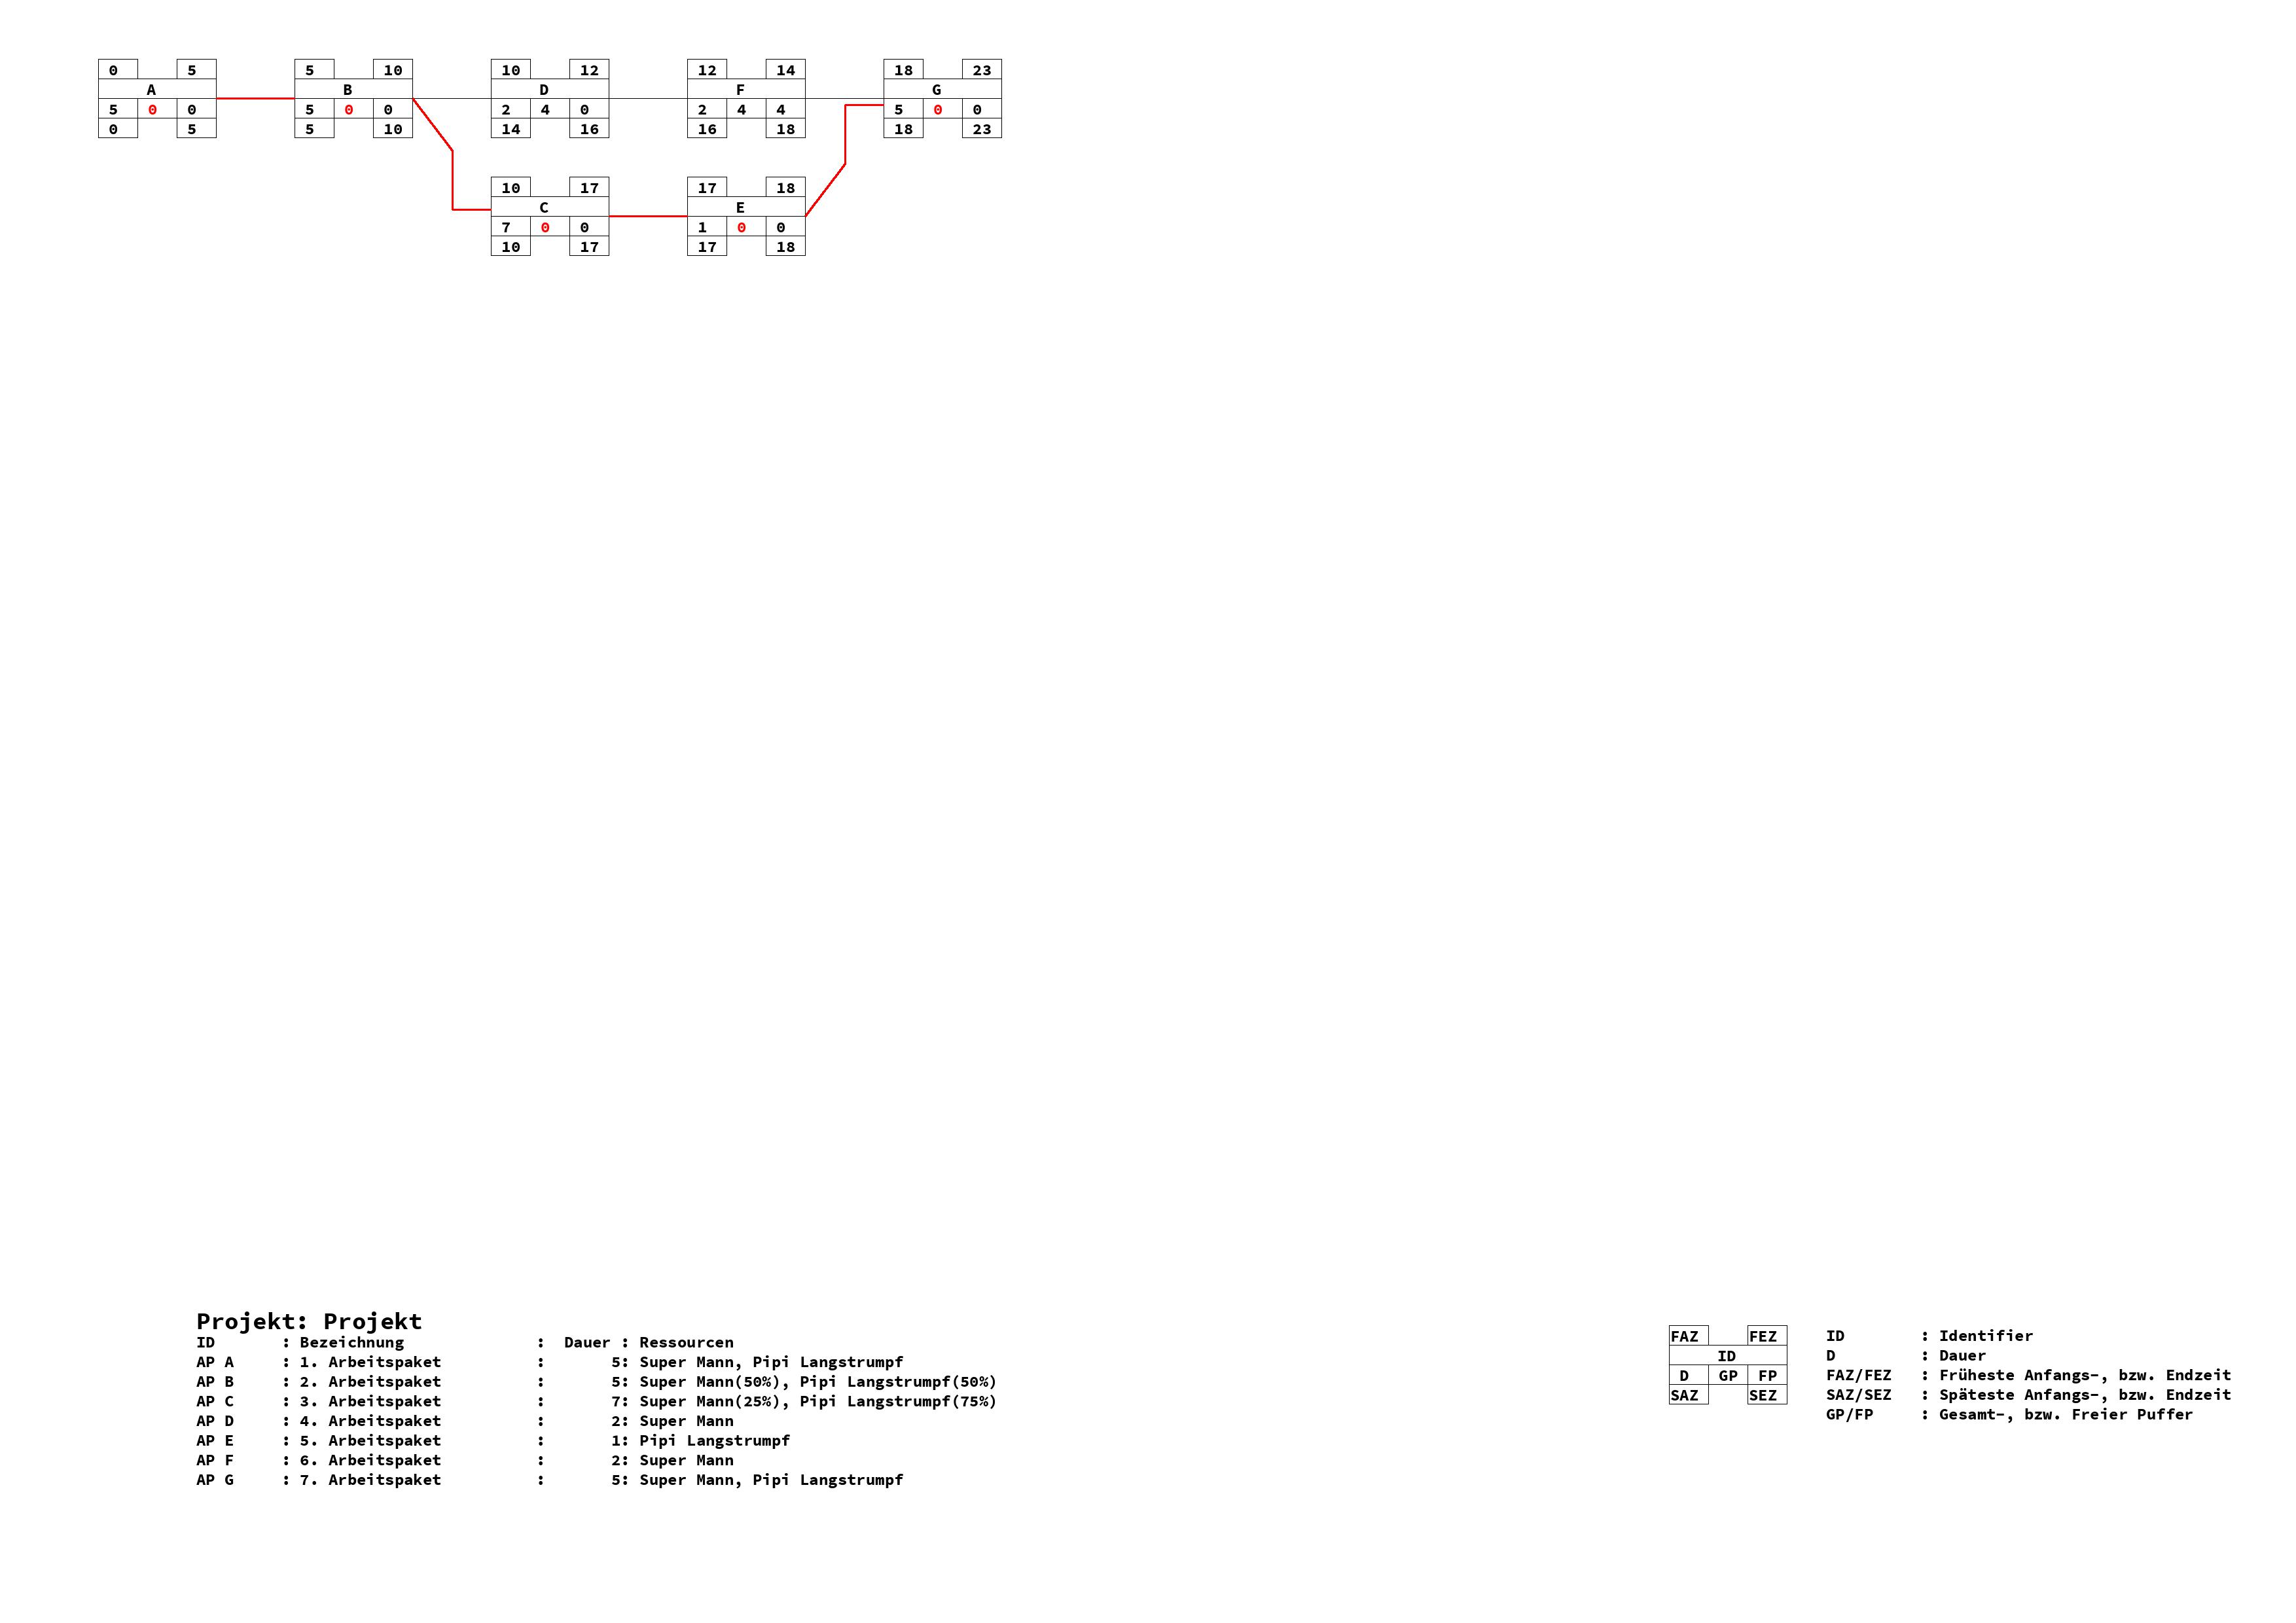 0 5 5 10 10 12 12 14 18 23
A B D F G
5 0 0 5 0 0 2 4 0 2 4 4 5 0 0
0 5 5 10 14 16 16 18 18 23
10 17 17 18
C E
7 0 0 1 0 0
10 17 17 18
Projekt: Projekt
ID : Bezeichnung : Dauer : Ressourcen
AP A : 1. Arbeitspaket : 5: Super Mann, Pipi Langstrumpf
AP B : 2. Arbeitspaket : 5: Super Mann(50%), Pipi Langstrumpf(50%)
AP C : 3. Arbeitspaket : 7: Super Mann(25%), Pipi Langstrumpf(75%)
AP D : 4. Arbeitspaket : 2: Super Mann
AP E : 5. Arbeitspaket : 1: Pipi Langstrumpf
AP F : 6. Arbeitspaket : 2: Super Mann
AP G : 7. Arbeitspaket : 5: Super Mann, Pipi Langstrumpf
FAZ FEZ
ID
D GP FP
SAZ SEZ
ID : Identifier
D : Dauer
FAZ/FEZ : Früheste Anfangs-, bzw. Endzeit
SAZ/SEZ : Späteste Anfangs-, bzw. Endzeit
GP/FP : Gesamt-, bzw. Freier Puffer